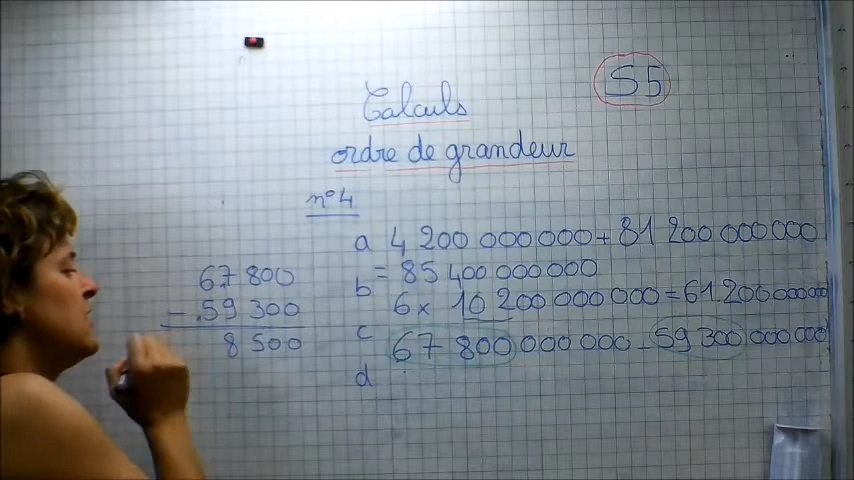 S5
Calculs
ordre de grandeur
n°4
a 4 200 000 000 + 81 200 000 000
= 85 400 000 000
b 6 x 10 200 000 000 = 61.200 000 000
c 67 800 000 000 - 59 300 000 000
d
67 800
- 59 300
8 500